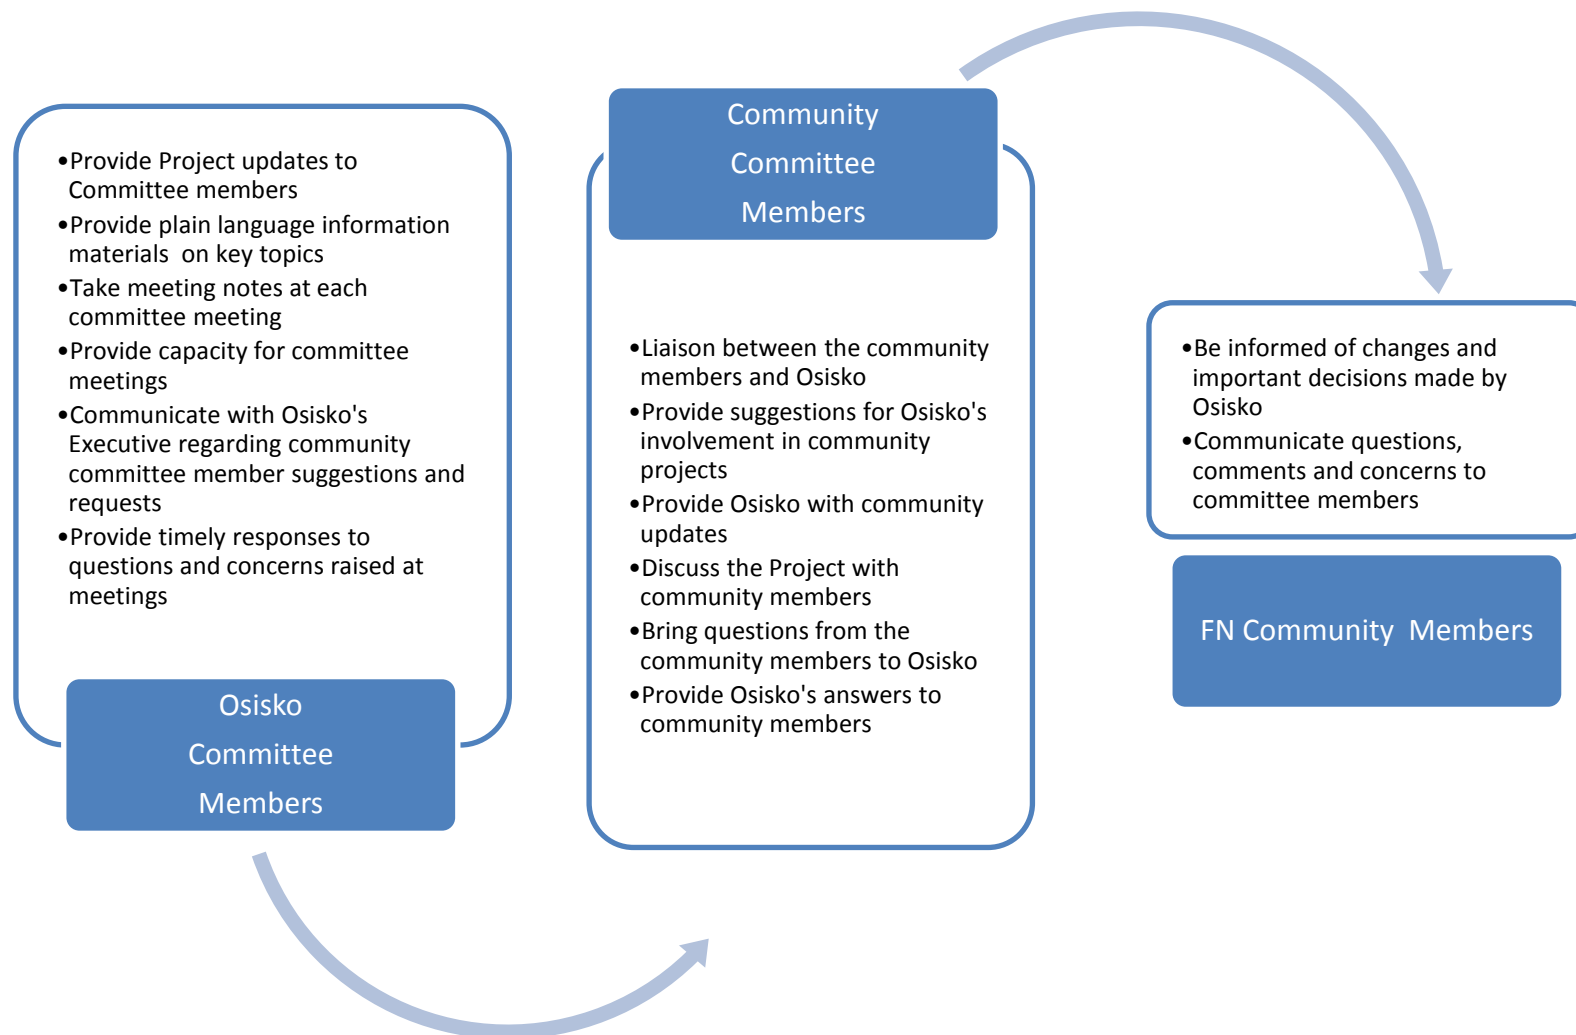 •Provide Project updates to
Committee members
•Provide plain language information
materials  on key topics
•Take meeting notes at each
committee meeting
•Provide capacity for committee
meetings
•Communicate with Osisko's
Executive regarding community
committee member suggestions and
requests
•Provide timely responses to
questions and concerns raised at
meetings
Osisko
Committee
Members
Community
Committee
Members
•Liaison between the community
members and Osisko
•Provide suggestions for Osisko's
involvement in community
projects
•Provide Osisko with community
updates
•Discuss the Project with
community members
•Bring questions from the
community members to Osisko
•Provide Osisko's answers to
community members
•Be informed of changes and
important decisions made by
Osisko
•Communicate questions,
comments and concerns to
committee members
FN Community  Members